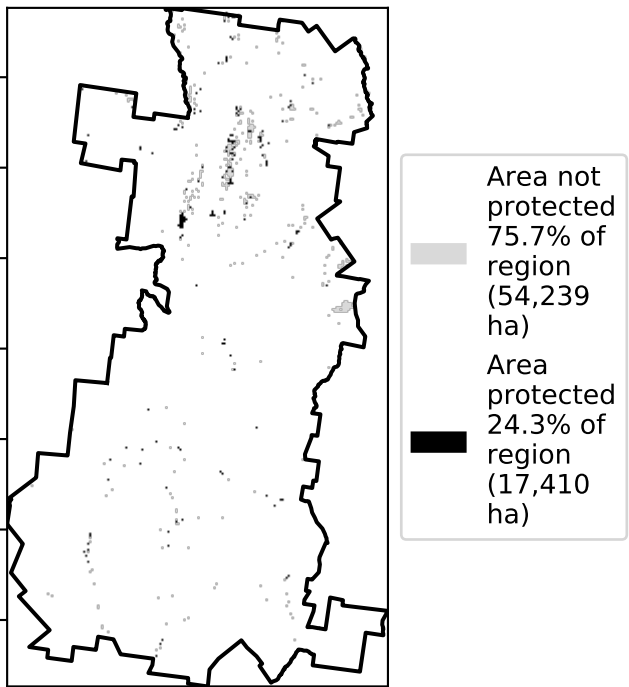 Area not
protected
75.7% of
region
(54,239
ha)
Area
protected
24.3% of
region
(17,410
ha)